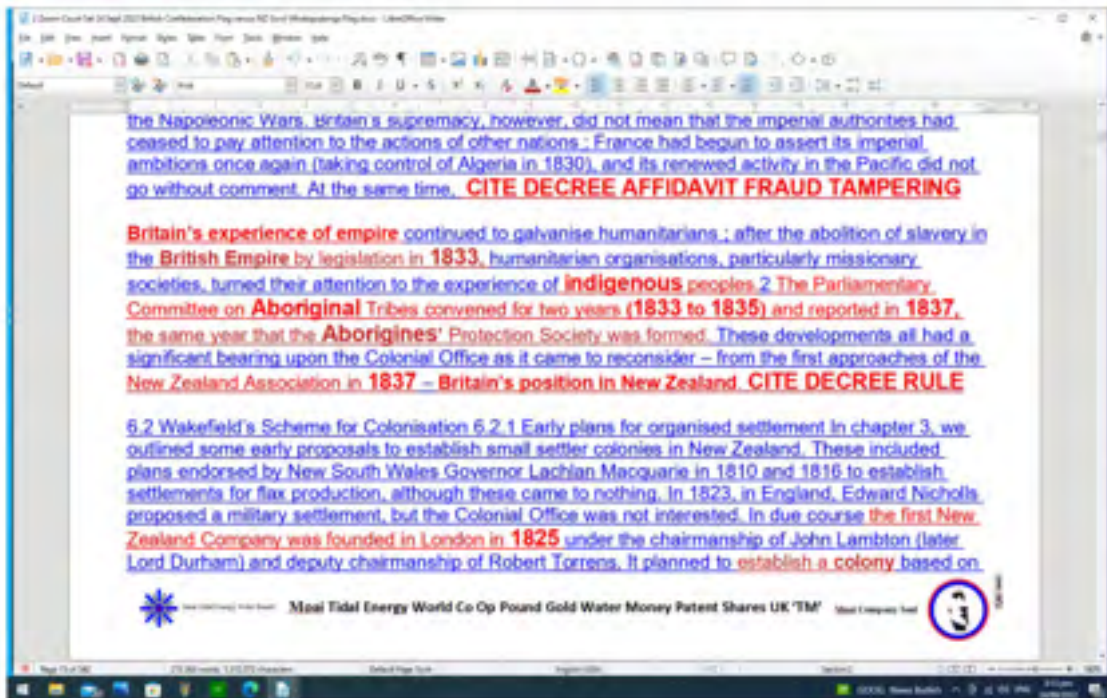 File Edit View Insert Format Styles Table Form Tools Window Help
the Napoleonic Wars. Britain's supremacy, however, did not mean that the imperial authorities had
ceased to pay attention to the actions of other nations ; France had begun to assert its imperial
ambitions once again (taking control of Algeria in 1830), and its renewed activity in the Pacific did not
go without comment. At the same time, CITE DECREE AFFIDAVIT FRAUD TAMPERING
Britain's experience of empire continued to galvanise humanitarians ; after the abolition of slavery in
the British Empire by legislation in 1833, humanitarian organisations, particularly missionary
societies, turned their attention to the experience of indigenous peoples.2 The Parliamentary
Committee on Aboriginal Tribes convened for two years (1833 to 1835) and reported in 1837,
the same year that the Aborigines' Protection Society was formed. These developments all had a
significant bearing upon the Colonial Office as it came to reconsider – from the first approaches of the
New Zealand Association in 1837 – Britain's position in New Zealand. CITE DECREE RULE
6.2 Wakefield's Scheme for Colonisation 6.2.1 Early plans for organised settlement In chapter 3, we
outlined some early proposals to establish small settler colonies in New Zealand. These included
plans endorsed by New South Wales Governor Lachlan Macquarie in 1810 and 1816 to establish
settlements for flax production, although these came to nothing. In 1823, in England, Edward Nicholls
proposed a military settlement, but the Colonial Office was not interested. In due course the first New
Zealand Company was founded in London in 1825 under the chairmanship of John Lambton (later
Lord Durham) and deputy chairmanship of Robert Torrens. It planned to establish a colony based on
Moai Tidal Energy World Co Op Pound Gold Water Money Patent Shares UK 'TM'